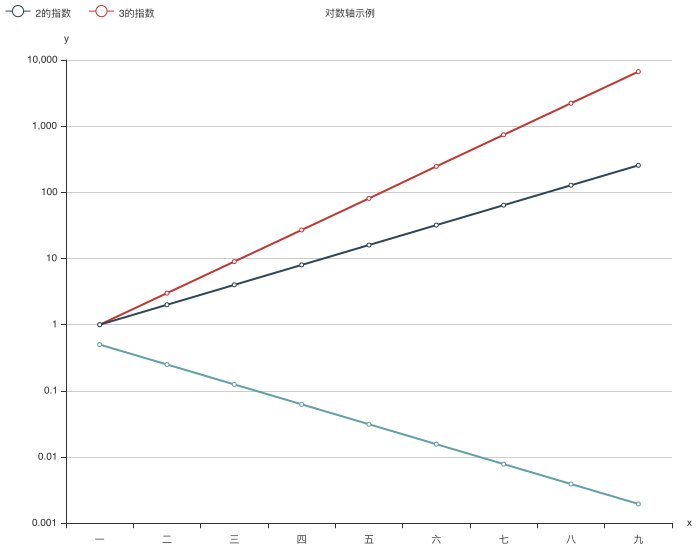 2的指数
3的指数
对数轴示例
y
10,000
1,000
100
10
1
0.1
0.01
0.001
一 二 三 四 五 六 七 八 九
x